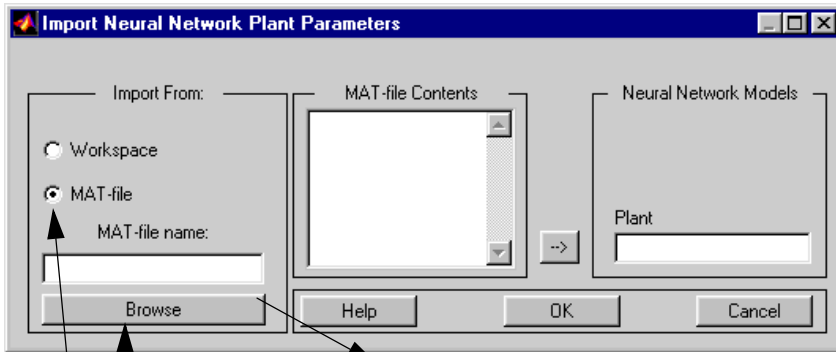 Import Neural Network Plant Parameters
Import From:
Workspace
MAT-file
MAT-file name:
Browse
MAT-file Contents
-->
Neural Network Models
Plant
Help
OK
Cancel